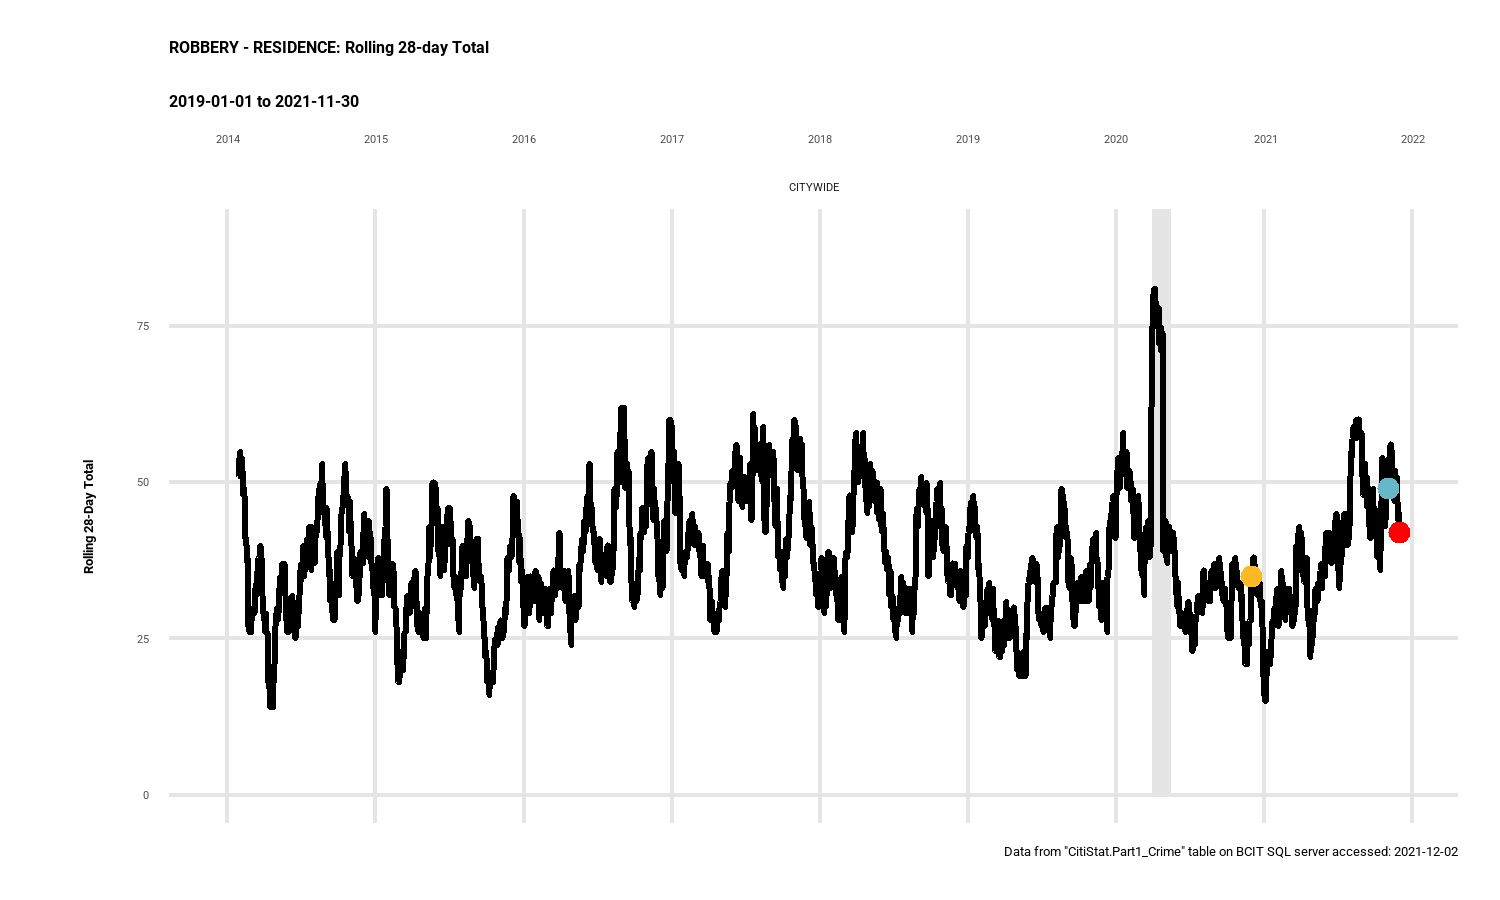 ROBBERY - RESIDENCE: Rolling 28-day Total
2019-01-01 to 2021-11-30
2014 2015 2016 2017 2018 2019 2020 2021 2022
CITYWIDE
75
50
25
0
Rolling 28-Day Total
Data from "CitiStat.Part1_Crime" table on BCIT SQL server accessed: 2021-12-02